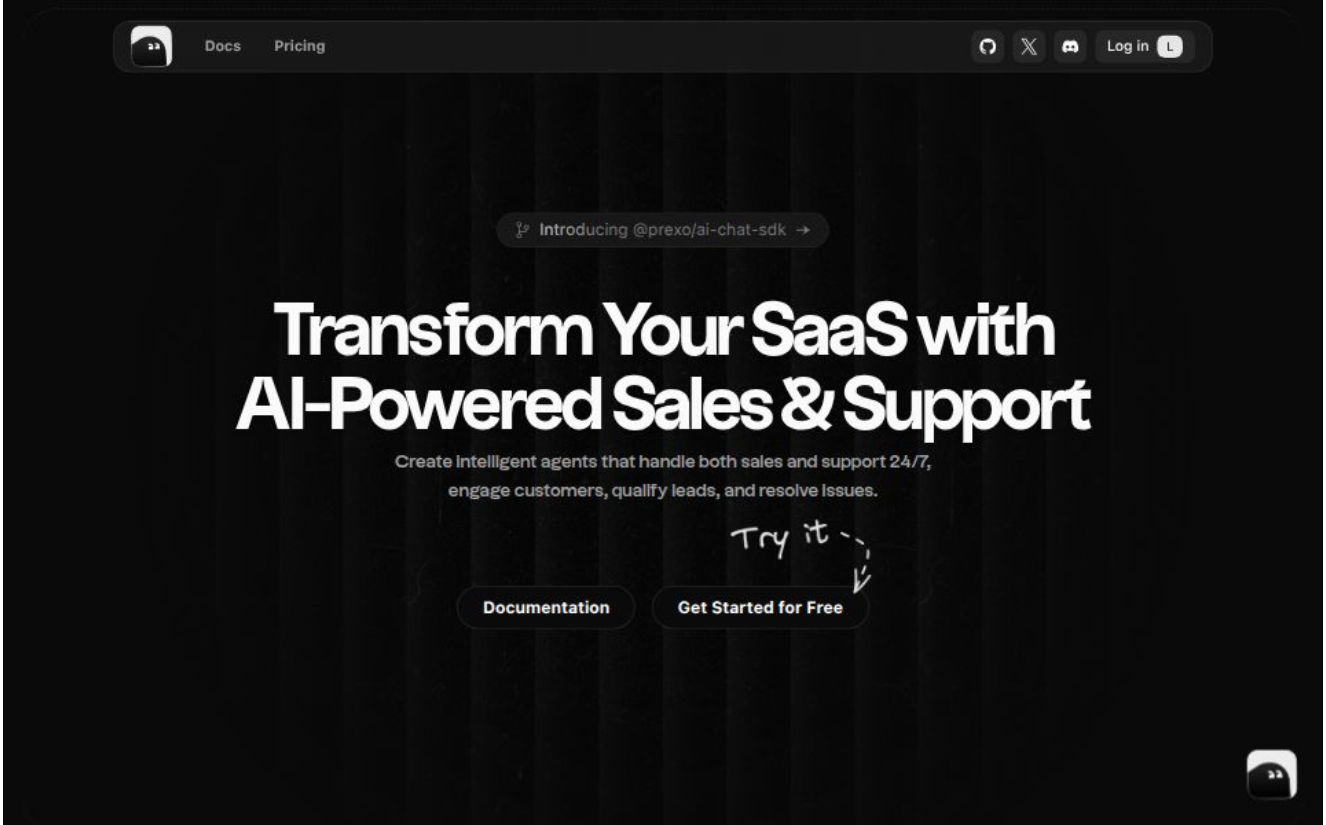 Docs
Pricing
Log in L
Introducing @prexo/ai-chat-sdk →
Transform Your SaaS with
AI-Powered Sales & Support
Create intelligent agents that handle both sales and support 24/7,
engage customers, qualify leads, and resolve issues.
Try it
Documentation
Get Started for Free